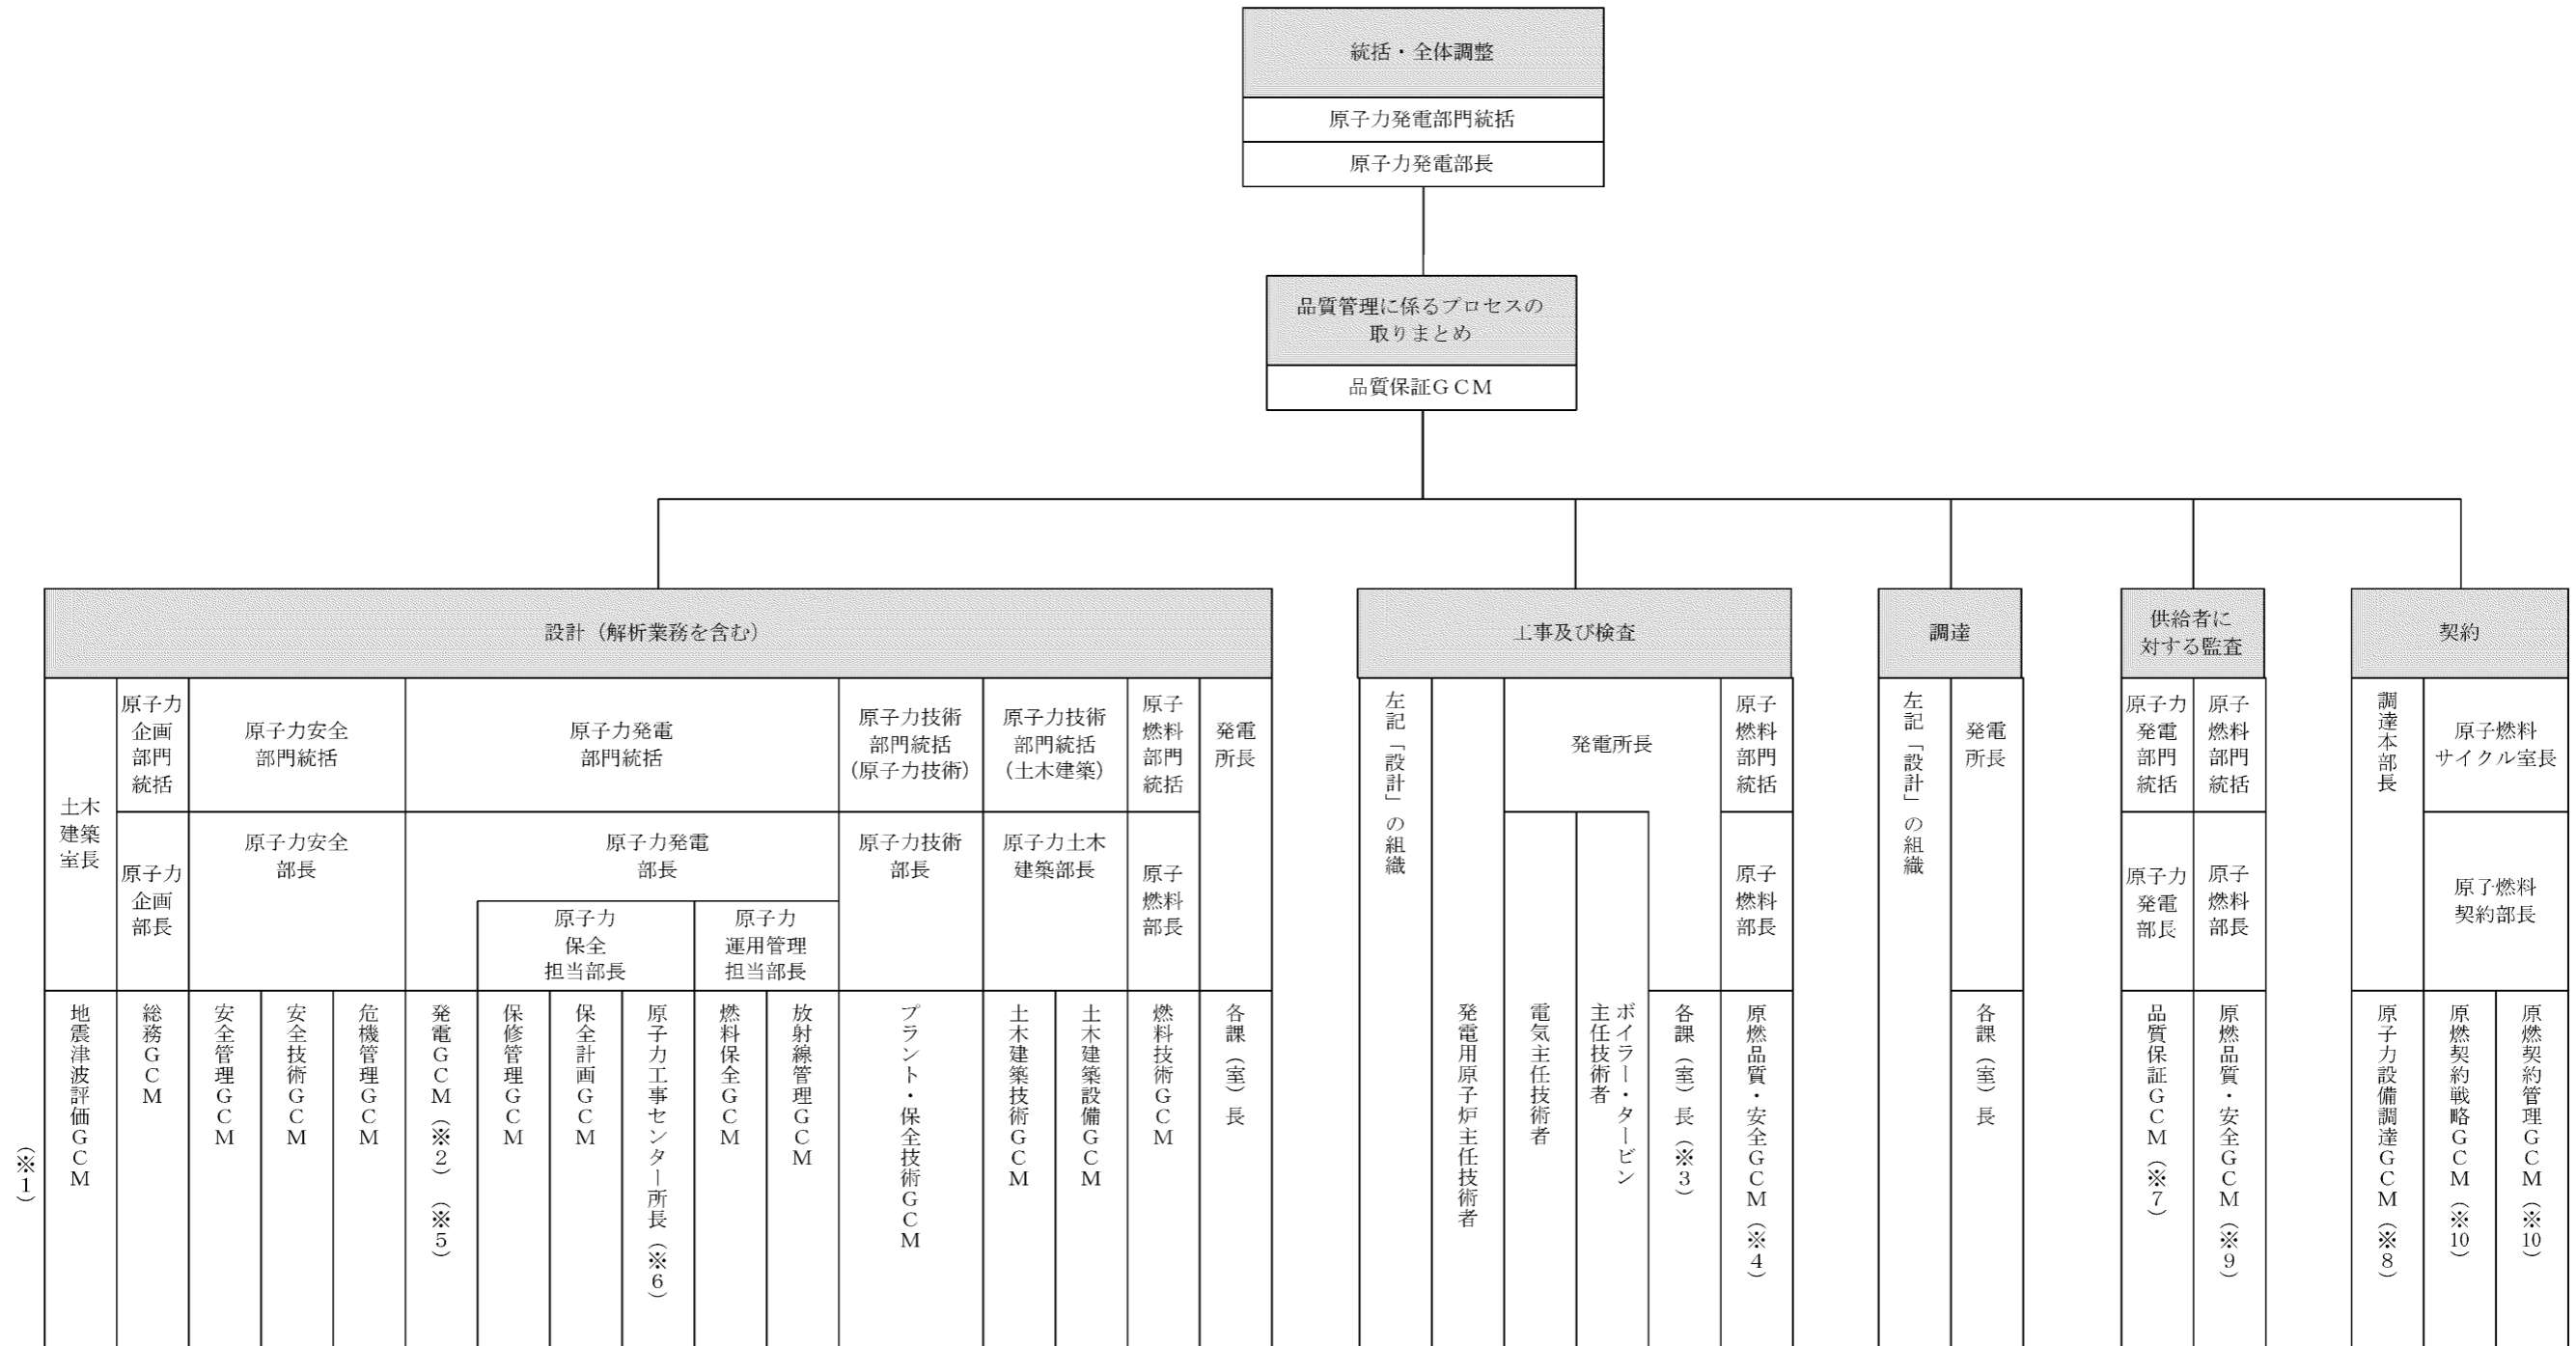 統括・全体調整
原子力発電部門統括
原子力発電部長
品質管理に係るプロセスの
取りまとめ
品質保証GCM
設計（解析業務を含む）
土木
建築
室長
原子力
企画
部門
統括
原子力安全
部門統括
原子力発電
部門統括
原子力技術
部門統括
（原子力技術）
原子力技術
部門統括
（土木建築）
原子
燃料
部門
統括
発電
所長
原子力
企画
部長
原子力安全
部長
原子力発電
部長
原子力
保全
担当部長
原子力
運用管理
担当部長
原子力技術
部長
原子力土木
建築部長
原子
燃料
部長
（※1）
地震津波評価GCM
総務GCM
安全管理GCM
安全技術GCM
危機管理GCM
発電GCM（※2）（※5）
保修管理GCM
保全計画GCM
原子力工事センター所長（※6）
燃料保全GCM
放射線管理GCM
プラント・保全技術GCM
土木建築技術GCM
土木建築設備GCM
燃料技術GCM
各課（室）長
工事及び検査
左記「設計」の組織
発電用原子炉主任技術者
発電所長
電気主任技術者
ボイラー・タービン
主任技術者
各課（室）長（※3）
原子
燃料
部門
統括
原子
燃料
部長
原燃品質・安全GCM（※4）
調達
左記「設計」の組織
発電
所長
各課（室）長
供給者に
対する監査
原子力
発電
部門
統括
原子
燃料
部門
統括
原子力
発電
部長
原子
燃料
部長
品質保証GCM（※7）
原燃品質・安全GCM（※9）
契約
調達本部長
原子燃料
サイクル室長
原子燃料
契約部長
原子力設備調達GCM（※8）
原燃契約戦略GCM（※10）
原燃契約管理GCM（※10）